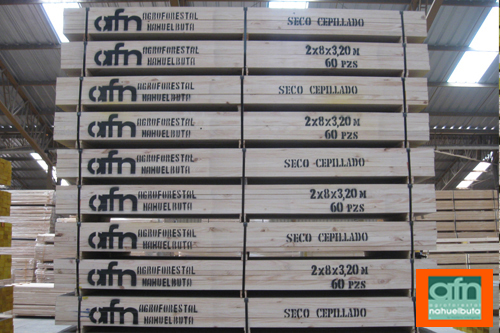 afn AGROFORESTAL NAHUELBUTA SECO CEPILLADO
afn AGROFORESTAL NAHUELBUTA 2x8x3,20 M 60 PZS
afn AGROFORESTAL NAHUELBUTA SECO CEPILLADO
afn AGROFORESTAL NAHUELBUTA 2x8x3,20 M 60 PZS
afn AGROFORESTAL NAHUELBUTA SECO CEPILLADO
afn AGROFORESTAL NAHUELBUTA 2x8x3,20 M 60 PZS
afn AGROFORESTAL NAHUELBUTA SECO CEPILLADO
afn AGROFORESTAL NAHUELBUTA 2x8x3,20 M 60 PZS
afn AGROFORESTAL NAHUELBUTA SECO CEPILLADO
afn
agroforestal
nahuelbuta